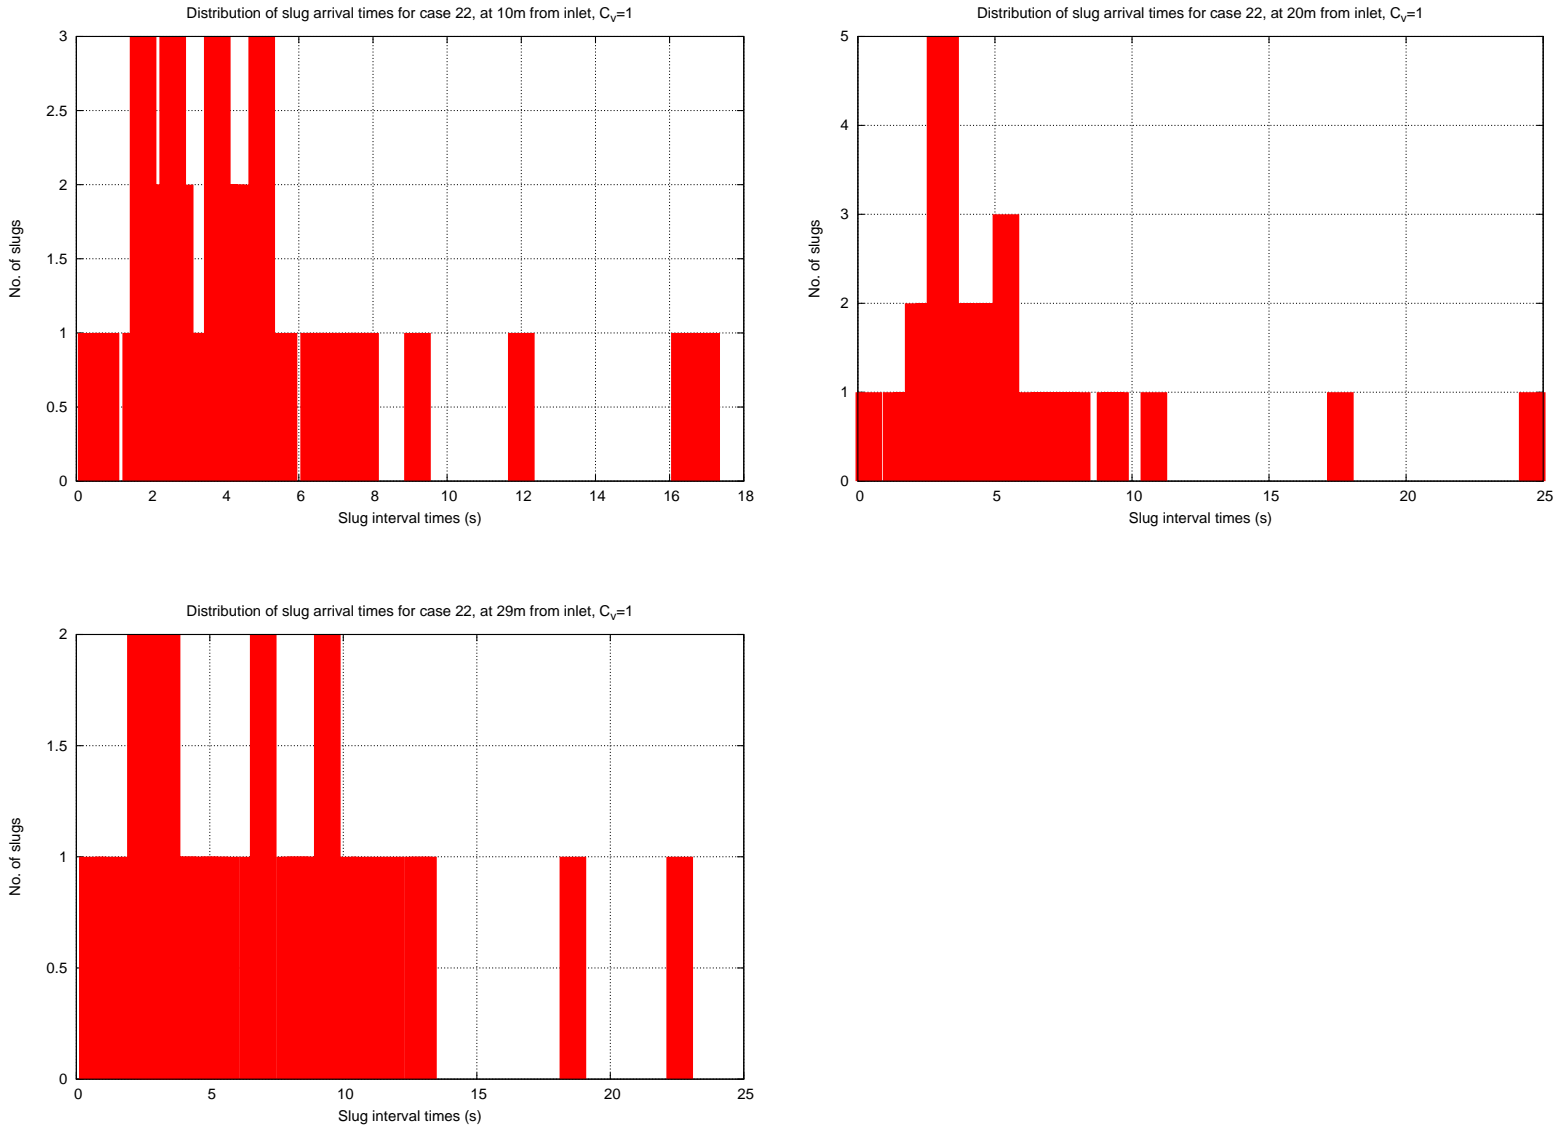 Distribution of slug arrival times for case 22, at 10m from inlet, Cv=1
3
2.5
2
1.5
1
0.5
0
No. of slugs
0 2 4 6 8 10 12 14 16 18
Slug interval times (s)
Distribution of slug arrival times for case 22, at 20m from inlet, Cv=1
5
4
3
2
1
0
No. of slugs
0 5 10 15 20 25
Slug interval times (s)
Distribution of slug arrival times for case 22, at 29m from inlet, Cv=1
2
1.5
1
0.5
0
No. of slugs
0 5 10 15 20 25
Slug interval times (s)